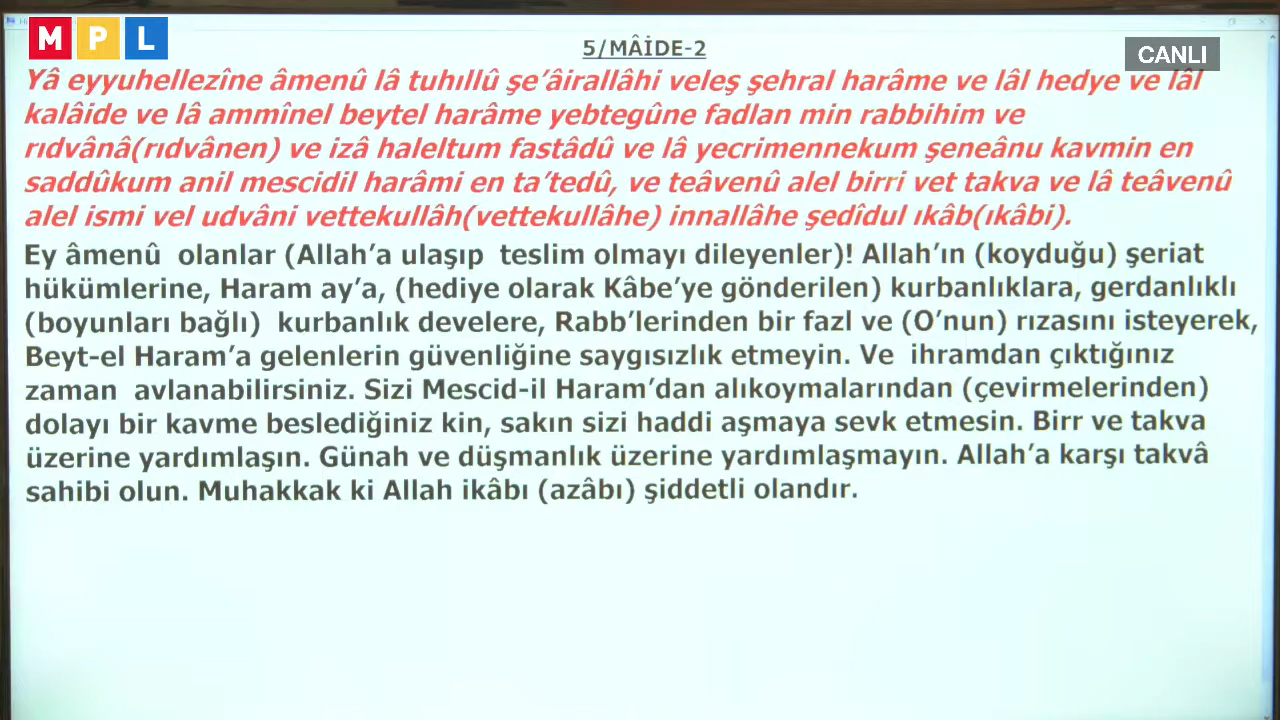 MPL
CANLI
5/MÂİDE-2
Yâ eyyuhellezîne âmenû lâ tuhıllû şe’âirallâhi veleş şehral harâme ve lâl hedye ve lâl
kalâide ve lâ ammînel beytel harâme yebtegûne fadlan min rabbihim ve
rıdvânâ(rıdvânen) ve izâ haleltum fastâdû ve lâ yecrimennekum şeneânu kavmin en
saddûkum anil mescidil harâmi en ta’tedû, ve teâvenû alel birri vet takva ve lâ teâvenû
alel ismi vel udvâni vettekullâh(vettekullâhe) innallâhe şedîdul ıkâb(ıkâbi).
Ey âmenû olanlar (Allah’a ulaşıp teslim olmayı dileyenler)! Allah’ın (koyduğu) şeriat
hükümlerine, Haram ay’a, (hediye olarak Kâbe’ye gönderilen) kurbanlıklara, gerdanlıklı
(boyunları bağlı) kurbanlık develere, Rabb’lerinden bir fazl ve (O’nun) rızasını isteyerek,
Beyt-el Haram’a gelenlerin güvenliğine saygısızlık etmeyin. Ve ihramdan çıktığınız
zaman avlanabilirsiniz. Sizi Mescid-il Haram’dan alıkoymalarından (çevirmelerinden)
dolayı bir kavme beslediğiniz kin, sakın sizi haddi aşmaya sevk etmesin. Birr ve takva
üzerine yardımlaşın. Günah ve düşmanlık üzerine yardımlaşmayın. Allah’a karşı takvâ
sahibi olun. Muhakkak ki Allah ikâbı (azâbı) şiddetli olandır.